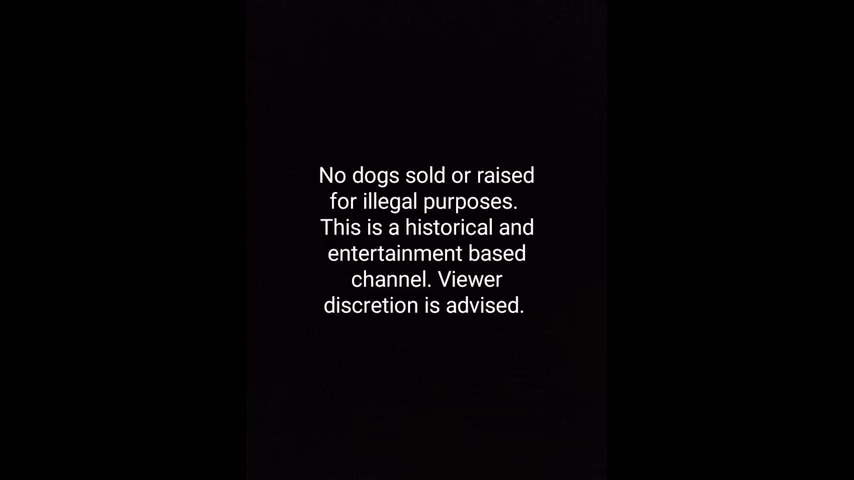 No dogs sold or raised
for illegal purposes.
This is a historical and
entertainment based
channel. Viewer
discretion is advised.